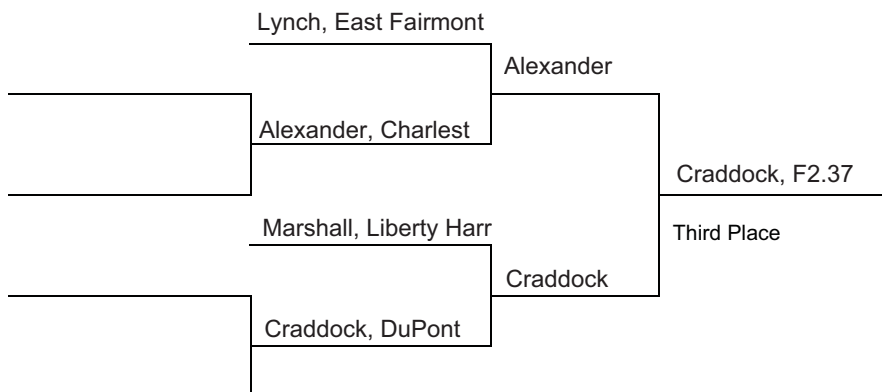 Lynch, East Fairmont
Alexander
Alexander, Charlest
Craddock, F2.37
Marshall, Liberty Harr
Third Place
Craddock
Craddock, DuPont